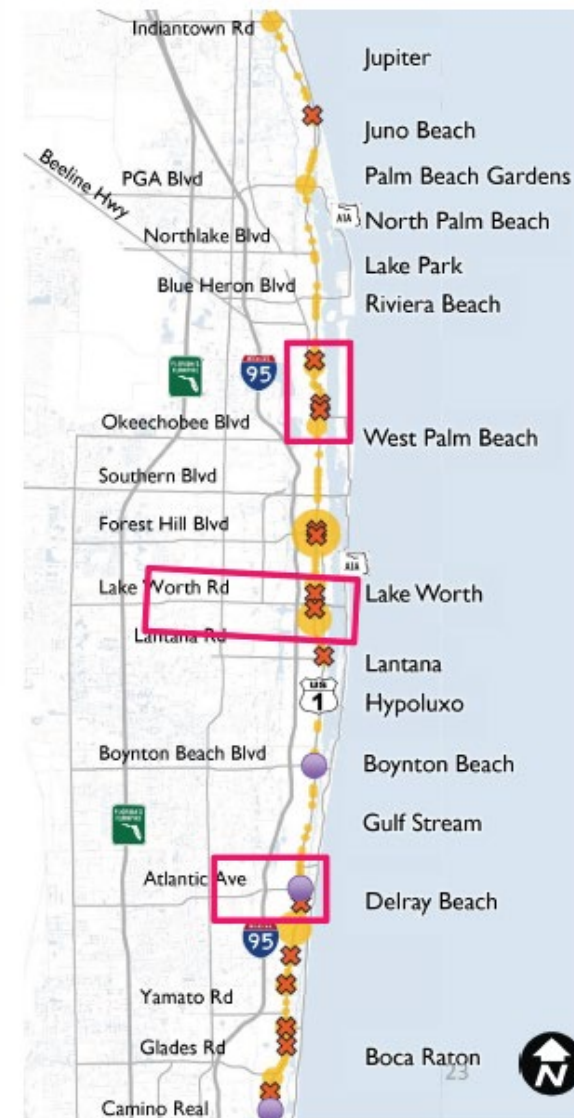 Indiantown Rd
Jupiter
Juno Beach
Beeline Hwy
PGA Blvd
Palm Beach Gardens
A1A
North Palm Beach
Northlake Blvd
Lake Park
Blue Heron Blvd
Riviera Beach
95
Okeechobee Blvd
West Palm Beach
Southern Blvd
Forest Hill Blvd
A1A
Lake Worth Rd
Lake Worth
Lantana Rd
Lantana
US
1
Hypoluxo
Boynton Beach Blvd
Boynton Beach
Gulf Stream
Atlantic Ave
Delray Beach
95
Yamato Rd
Glades Rd
Boca Raton
23
N
Camino Real